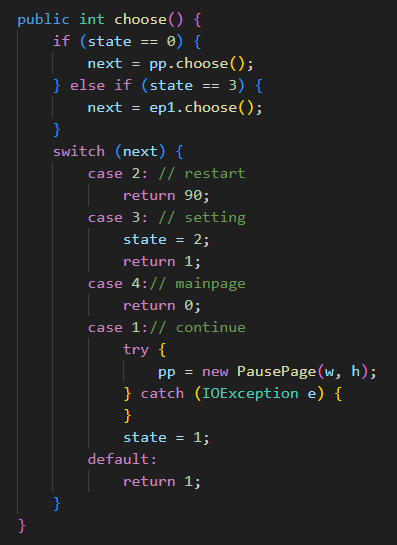 public int choose() {
    if (state == 0) {
        next = pp.choose();
    } else if (state == 3) {
        next = ep1.choose();
    }
    switch (next) {
        case 2: // restart
            return 90;
        case 3: // setting
            state = 2;
            return 1;
        case 4:// mainpage
            return 0;
        case 1:// continue
            try {
                pp = new PausePage(w, h);
            } catch (IOException e) {
            }
            state = 1;
        default:
            return 1;
    }
}